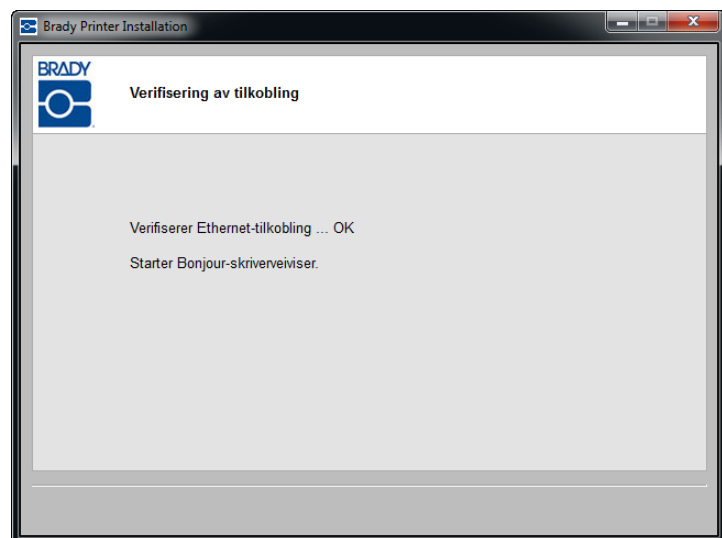 Brady Printer Installation
BRADY
Verifisering av tilkobling
Verifiserer Ethernet-tilkobling ... OK
Starter Bonjour-skriverveiviser.